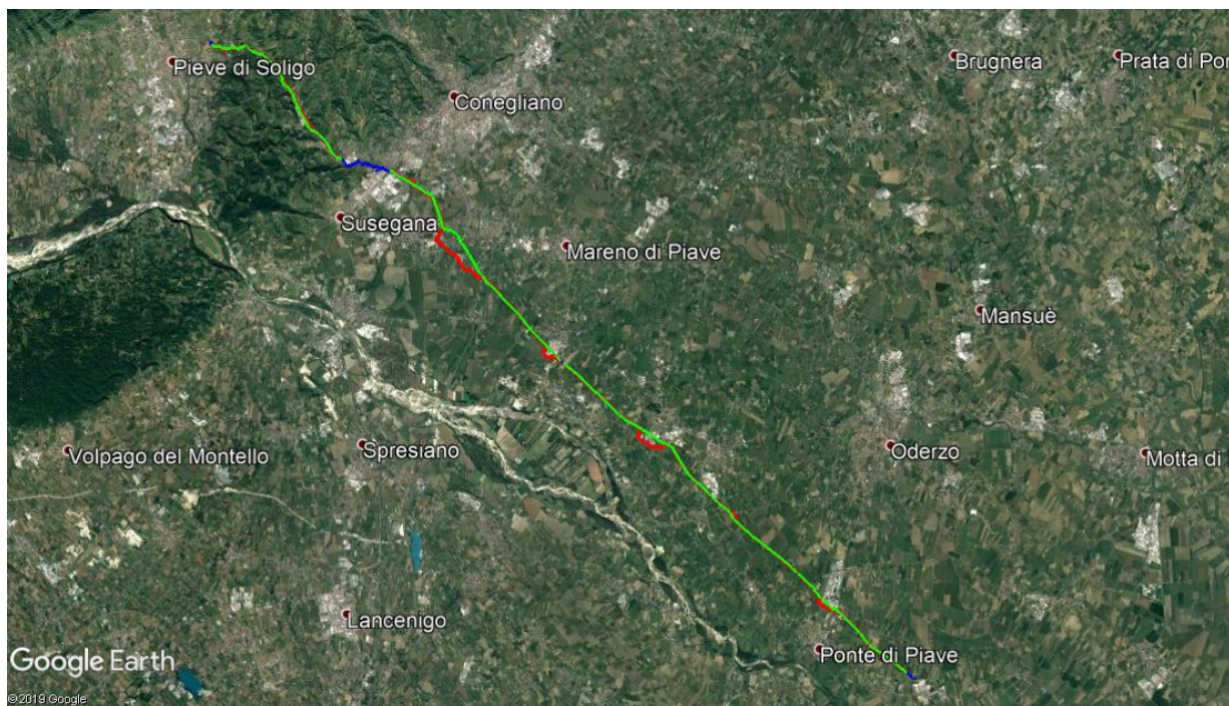 Pieve di Soligo
Brugnera
Prata di Por
Conegliano
Susegana
Mareno di Piave
Mansuè
Volpago del Montello
Spresiano
Oderzo
Motta di
Lancenigo
Ponte di Piave
Google Earth
©2019 Google